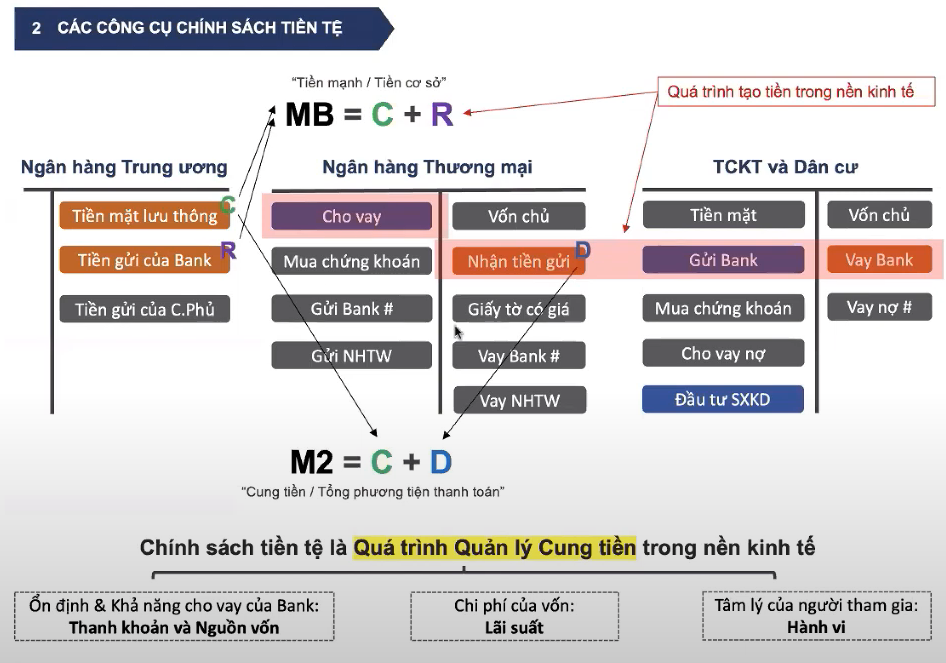 2 CÁC CÔNG CỤ CHÍNH SÁCH TIỀN TỆ
“Tiền mạnh / Tiền cơ sở”
MB = C + R
Quá trình tạo tiền trong nền kinh tế
Ngân hàng Trung ương
Tiền mặt lưu thông
C
Tiền gửi của Bank
R
Tiền gửi của C.Phủ
Ngân hàng Thương mại
Cho vay
Mua chứng khoán
Gửi Bank #
Gửi NHTW
Vốn chủ
Nhận tiền gửi
D
Giấy tờ có giá
Vay Bank #
Vay NHTW
TCKT và Dân cư
Tiền mặt
Gửi Bank
Mua chứng khoán
Cho vay nợ
Đầu tư SXKD
Vốn chủ
Vay Bank
Vay nợ #
M2 = C + D
“Cung tiền / Tổng phương tiện thanh toán”
Chính sách tiền tệ là Quá trình Quản lý Cung tiền trong nền kinh tế
Ổn định & Khả năng cho vay của Bank:
Thanh khoản và Nguồn vốn
Chi phí của vốn:
Lãi suất
Tâm lý của người tham gia:
Hành vi